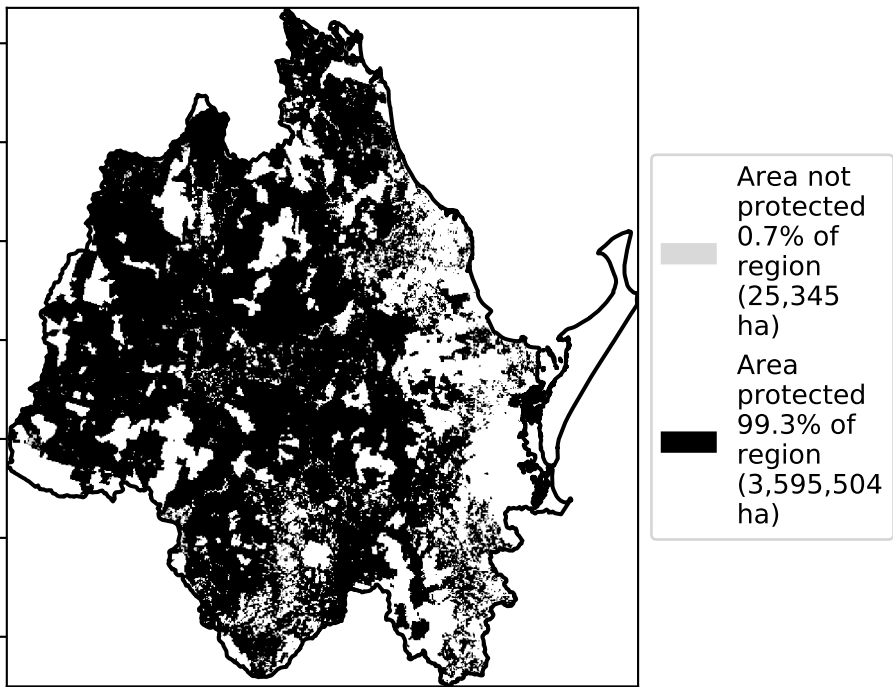 Area not
protected
0.7% of
region
(25,345
ha)
Area
protected
99.3% of
region
(3,595,504
ha)